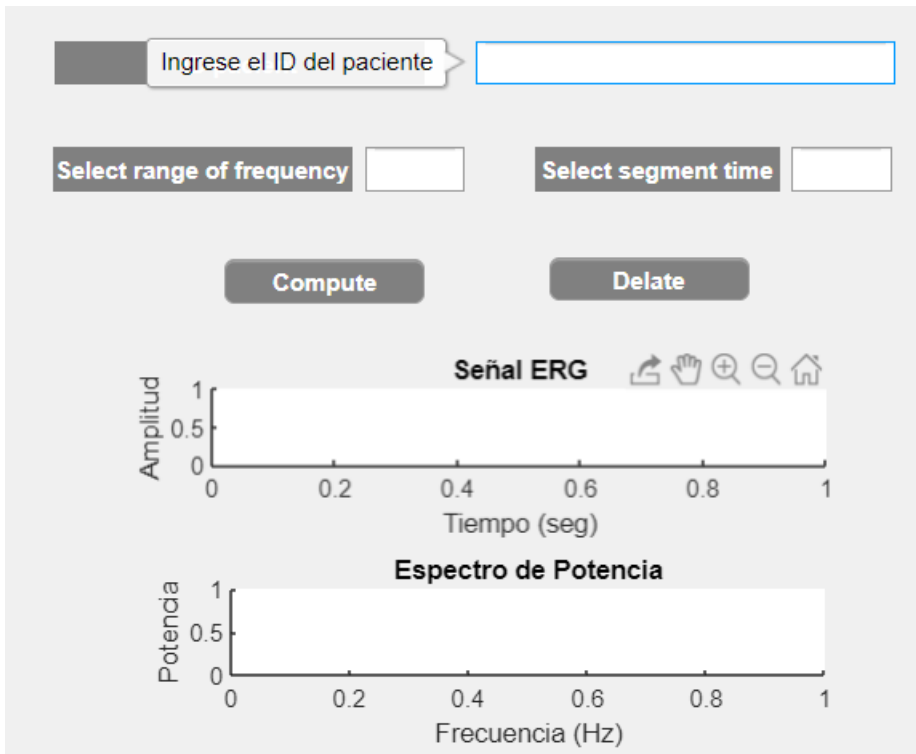 Ingrese el ID del paciente
Select range of frequency
Select segment time
Compute
Delate
Señal ERG
Amplitud
1
0.5
0
0 0.2 0.4 0.6 0.8 1
Tiempo (seg)
Espectro de Potencia
Potencia
1
0.5
0
0 0.2 0.4 0.6 0.8 1
Frecuencia (Hz)